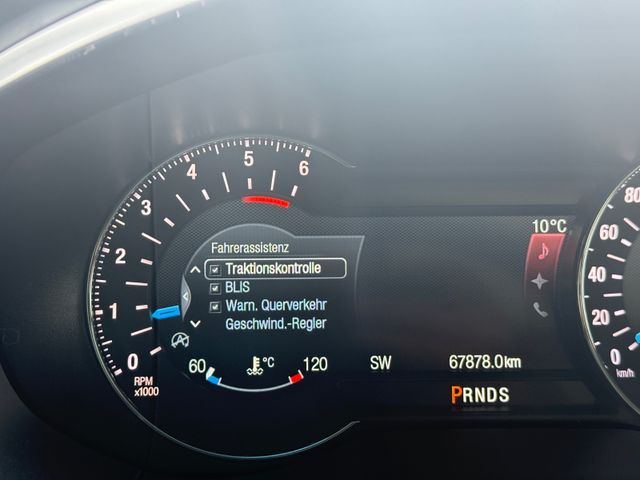 0
1
2
3
4
5
6
RPM
x1000
Fahrerassistenz
Traktionskontrolle
BLIS
Warn. Querverkehr
Geschwind.-Regler
60
°C
120
SW
67878.0km
PRNDS
10°C
80
60
40
20
0
km/h